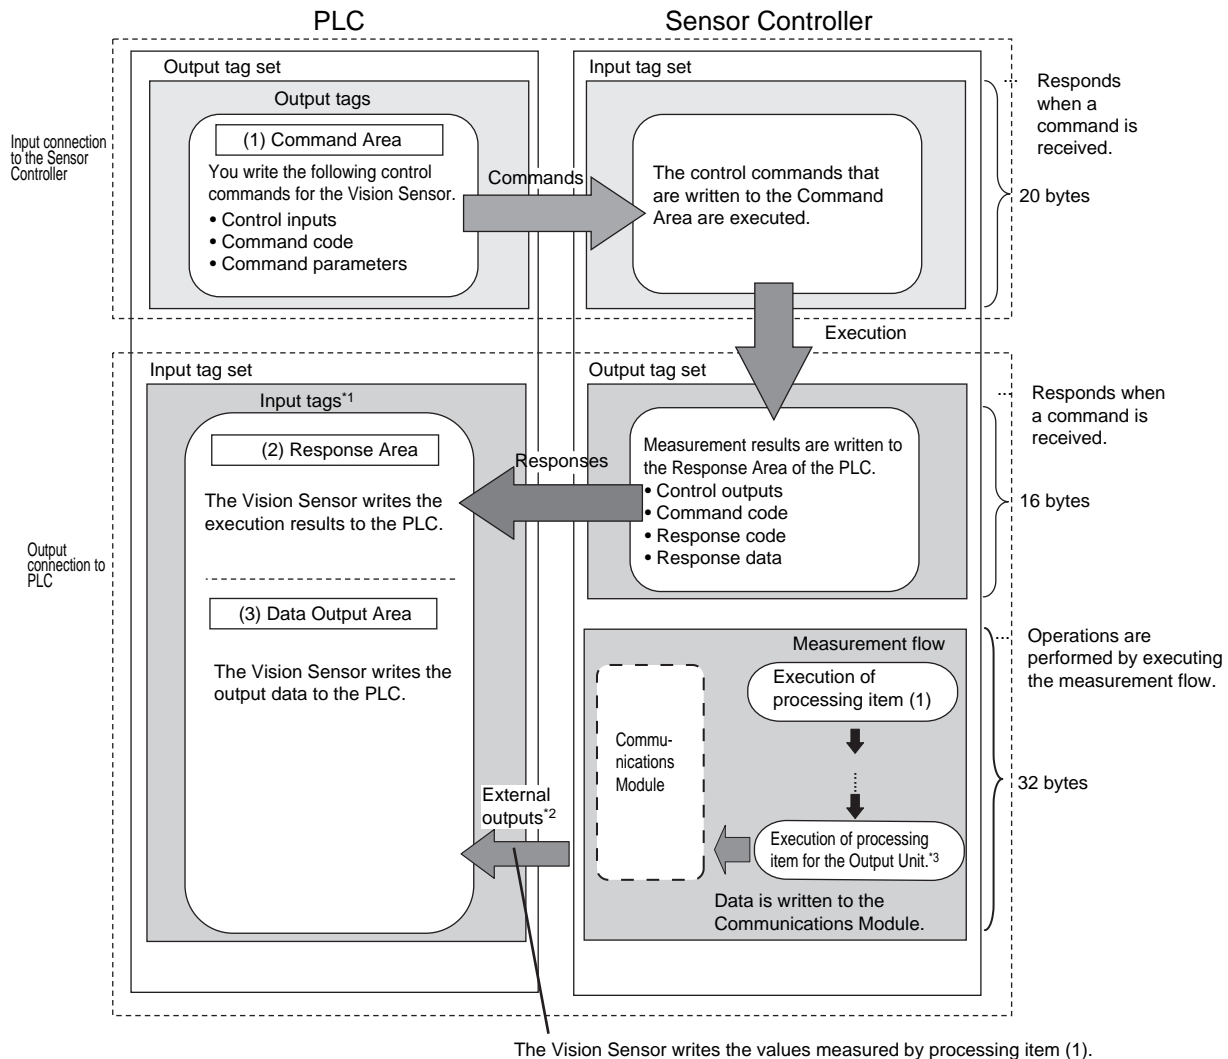 PLC
Sensor Controller
Input connection
to the Sensor
Controller
Output tag set
Output tags
(1) Command Area
You write the following control
commands for the Vision Sensor.
• Control inputs
• Command code
• Command parameters
Commands
Input tag set
The control commands that
are written to the Command
Area are executed.
... Responds
when a
command is
received.
20 bytes
Execution
Output
connection to
PLC
Input tag set
Input tags*1
(2) Response Area
The Vision Sensor writes the
execution results to the PLC.
(3) Data Output Area
The Vision Sensor writes the
output data to the PLC.
Responses
Output tag set
Measurement results are written to
the Response Area of the PLC.
• Control outputs
• Command code
• Response code
• Response data
... Responds when
a command is
received.
16 bytes
Measurement flow
Execution of
processing item (1)
Commu-
nications
Module
Execution of processing
item for the Output Unit.*3
Data is written to the
Communications Module.
External
outputs*2
... Operations are
performed by executing
the measurement flow.
32 bytes
The Vision Sensor writes the values measured by processing item (1).